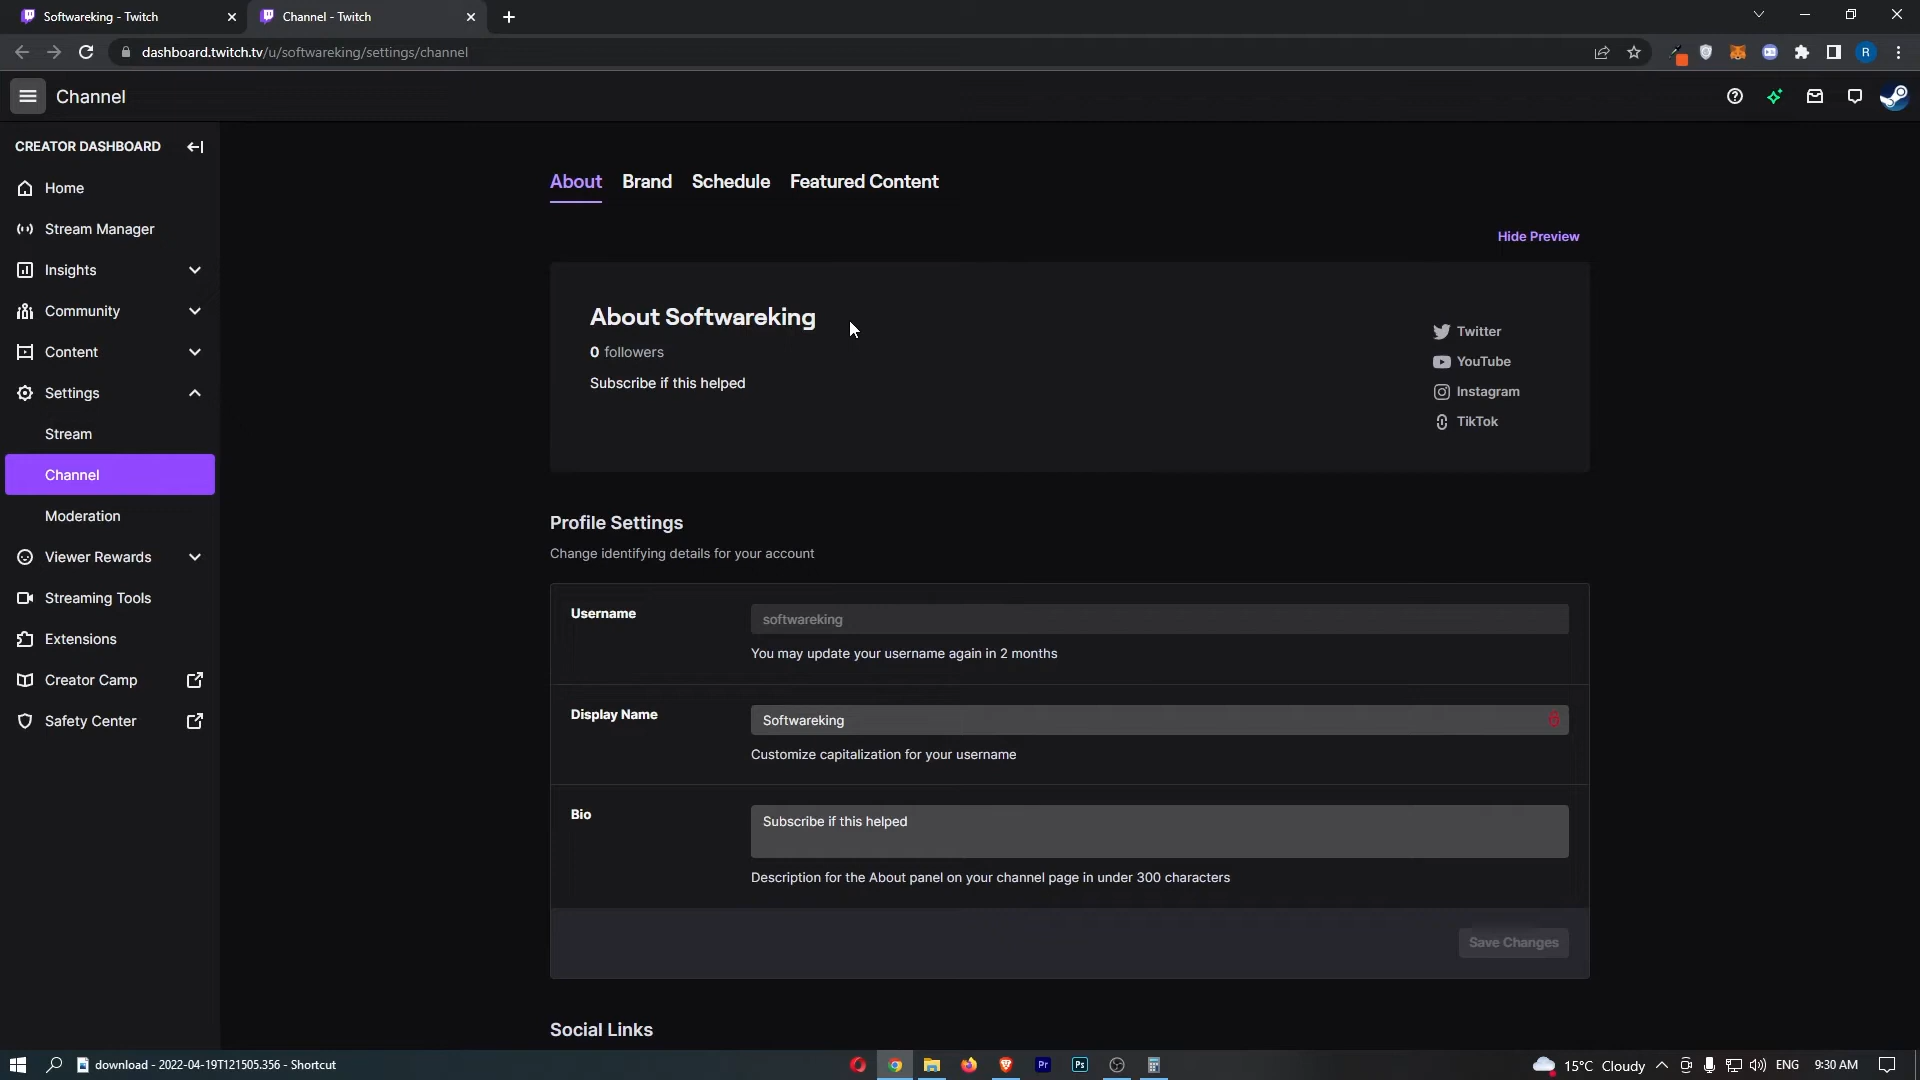 Softwareking - Twitch
Channel - Twitch
dashboard.twitch.tv/u/softwareking/settings/channel
R
Channel
CREATOR DASHBOARD
Home
Stream Manager
Insights
Community
Content
Settings
Stream
Channel
Moderation
Viewer Rewards
Streaming Tools
Extensions
Creator Camp
Safety Center
About Brand Schedule Featured Content
Hide Preview
About Softwareking
0 followers
Subscribe if this helped
Twitter
YouTube
Instagram
TikTok
Profile Settings
Change identifying details for your account
Username
softwareking
You may update your username again in 2 months
Display Name
Softwareking
Customize capitalization for your username
Bio
Subscribe if this helped
Description for the About panel on your channel page in under 300 characters
Save Changes
Social Links
download - 2022-04-19T121505.356 - Shortcut
Pr
Ps
15°C Cloudy
ENG
9:30 AM